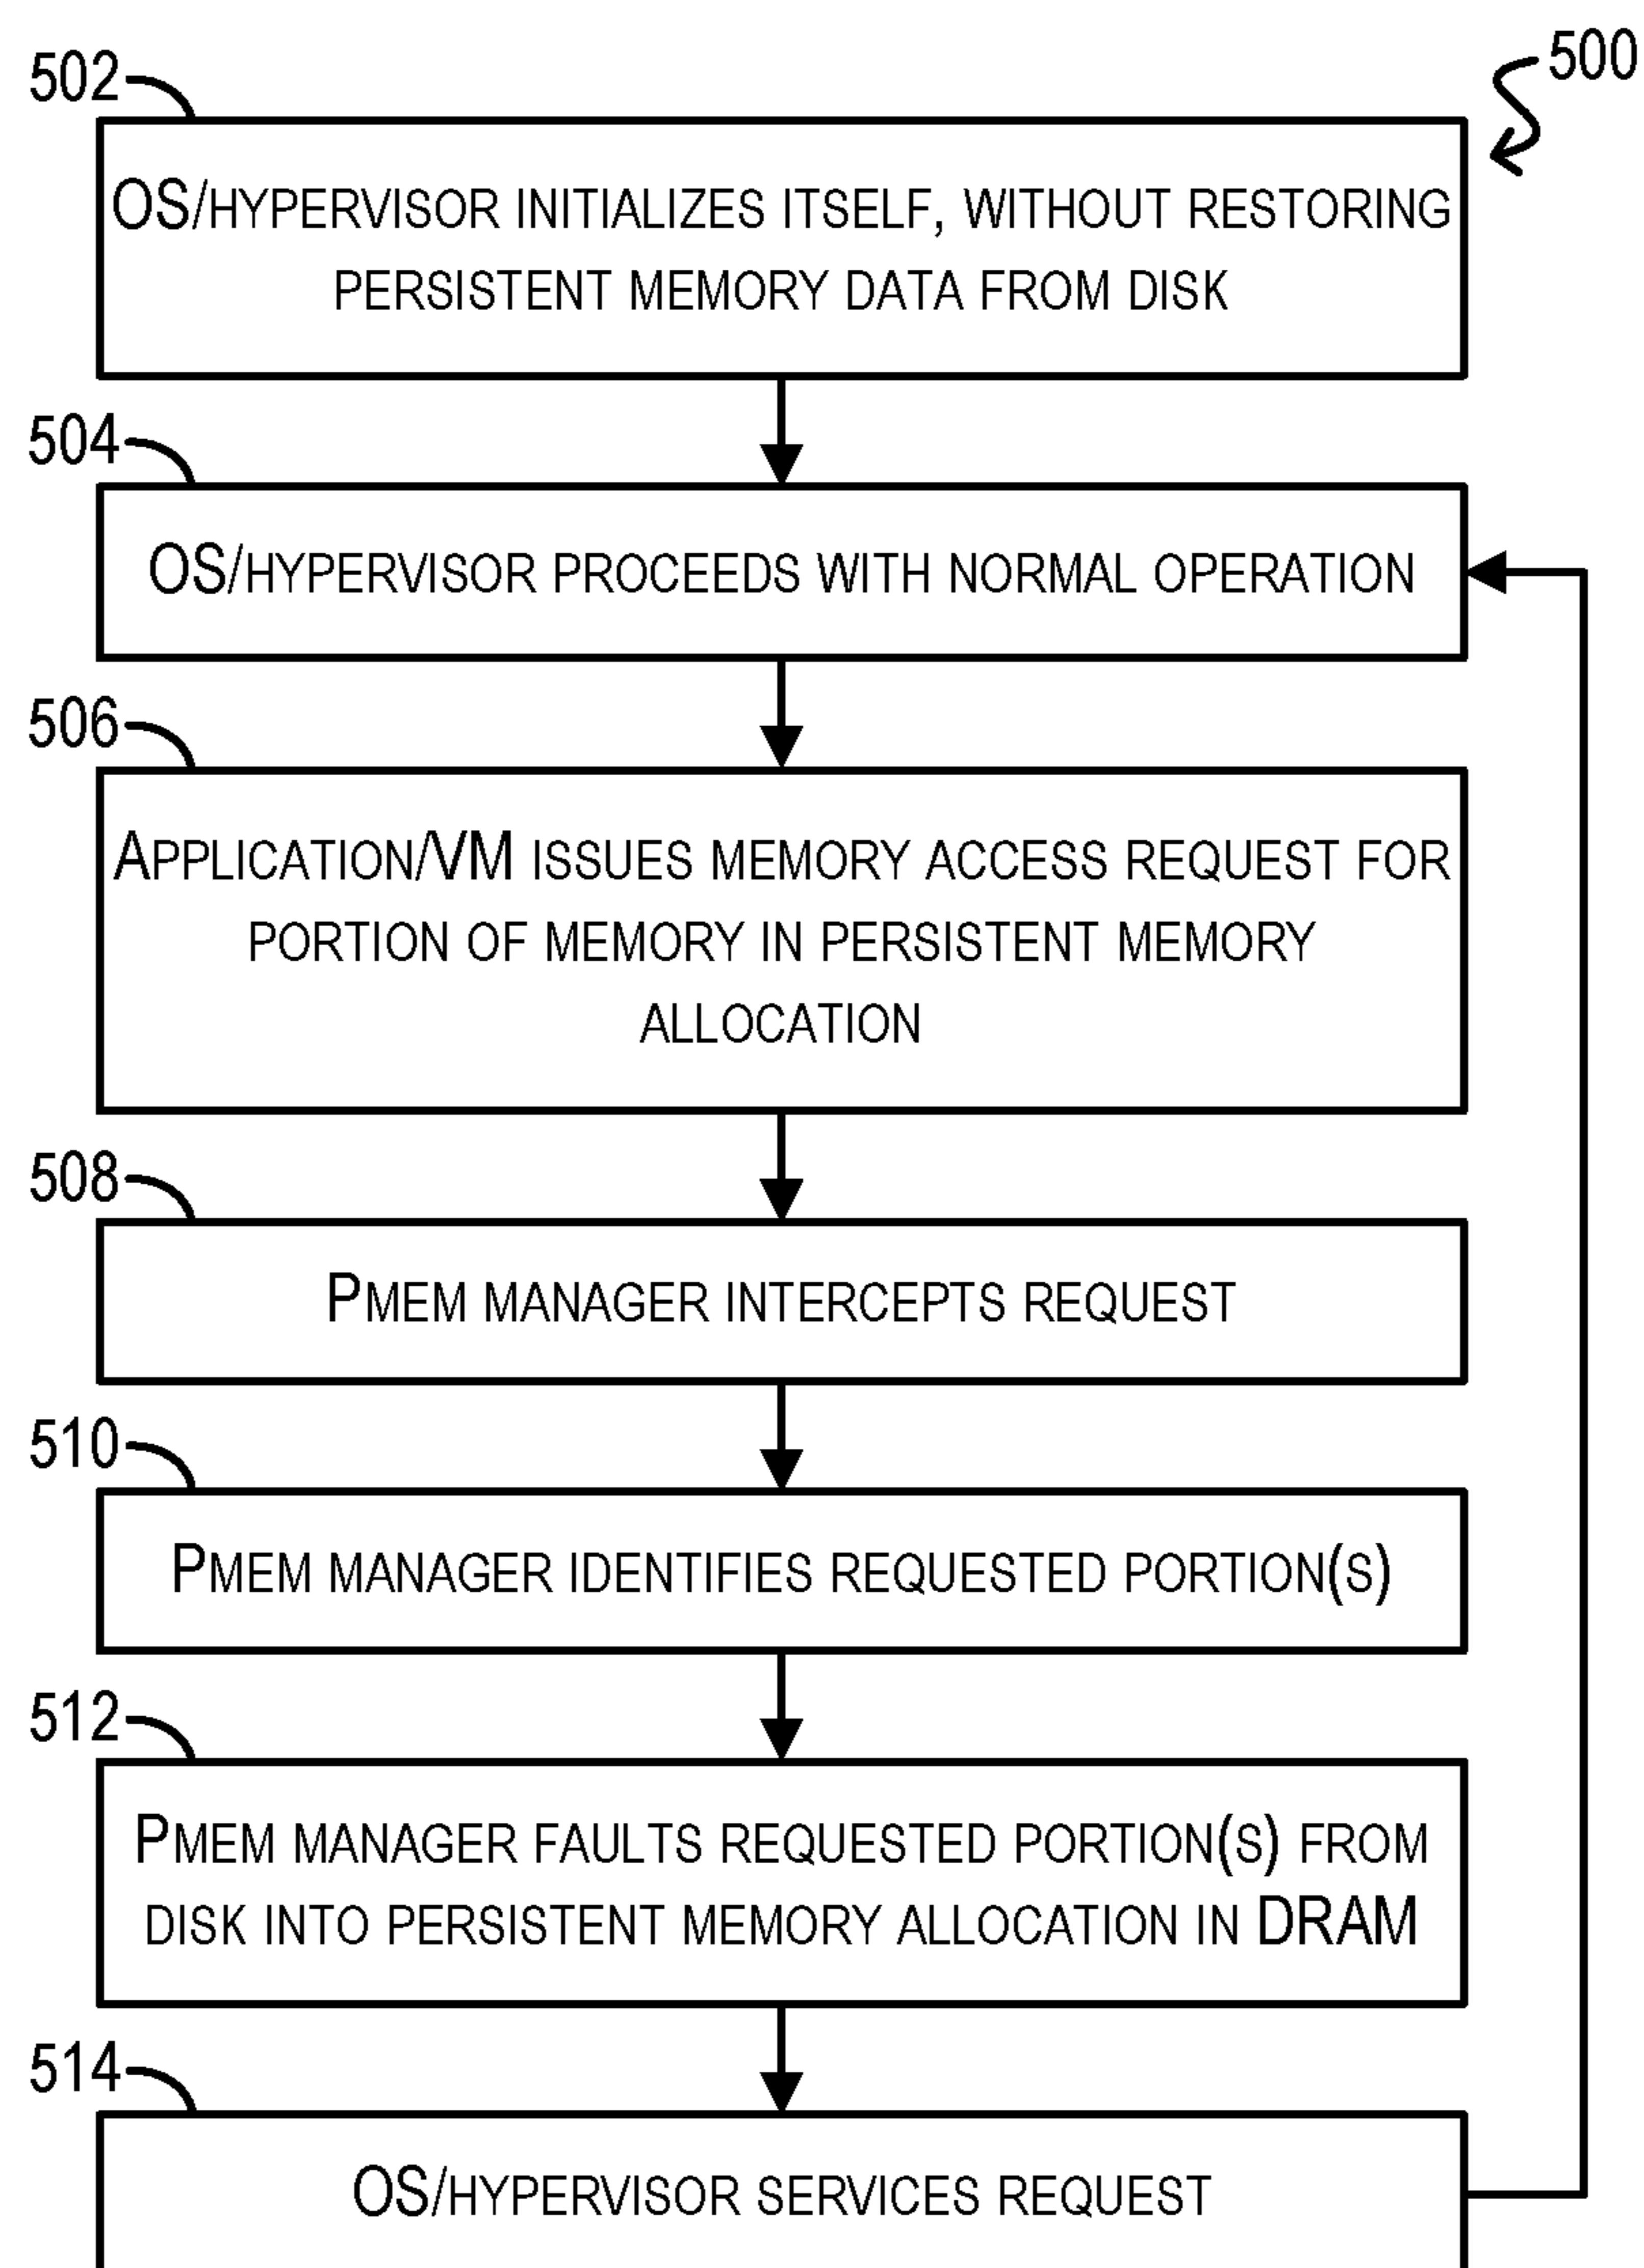 500
502
OS/HYPERVISOR INITIALIZES ITSELF, WITHOUT RESTORING
PERSISTENT MEMORY DATA FROM DISK
504
OS/HYPERVISOR PROCEEDS WITH NORMAL OPERATION
506
APPLICATION/VM ISSUES MEMORY ACCESS REQUEST FOR
PORTION OF MEMORY IN PERSISTENT MEMORY
ALLOCATION
508
PMEM MANAGER INTERCEPTS REQUEST
510
PMEM MANAGER IDENTIFIES REQUESTED PORTION(S)
512
PMEM MANAGER FAULTS REQUESTED PORTION(S) FROM
DISK INTO PERSISTENT MEMORY ALLOCATION IN DRAM
514
OS/HYPERVISOR SERVICES REQUEST